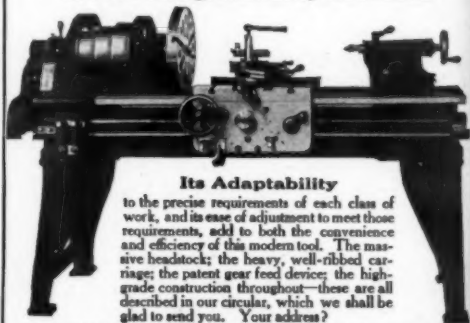 Its Adaptability
to the precise requirements of each class of
work, and its ease of adjustment to meet those
requirements, add to both the convenience
and efficiency of this modern tool. The mas-
sive headstock; the heavy, well-ribbed car-
riage; the patent gear feed device; the high-
grade construction throughout—these are all
described in our circular, which we shall be
glad to send you. Your address?